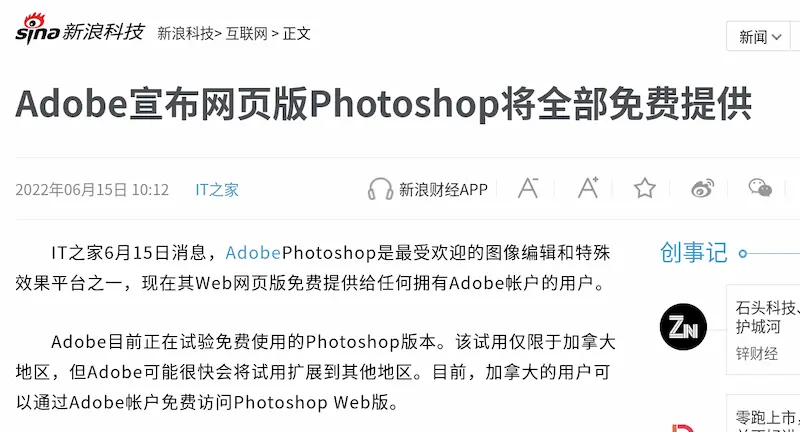 sina 新浪科技 新浪科技> 互联网 > 正文
新闻
Adobe宣布网页版Photoshop将全部免费提供
2022年06月15日 10:12 IT之家 新浪财经APP A- A+
IT之家6月15日消息，AdobePhotoshop是最受欢迎的图像编辑和特殊
效果平台之一，现在其Web网页版免费提供给任何拥有Adobe帐户的用户。
Adobe目前正在试验免费使用的Photoshop版本。该试用仅限于加拿大
地区，但Adobe可能很快会将试用扩展到其他地区。目前，加拿大的用户可
以通过Adobe帐户免费访问Photoshop Web版。
创事记
ZN
石头科技、
护城河
锌财经
零跑上市，